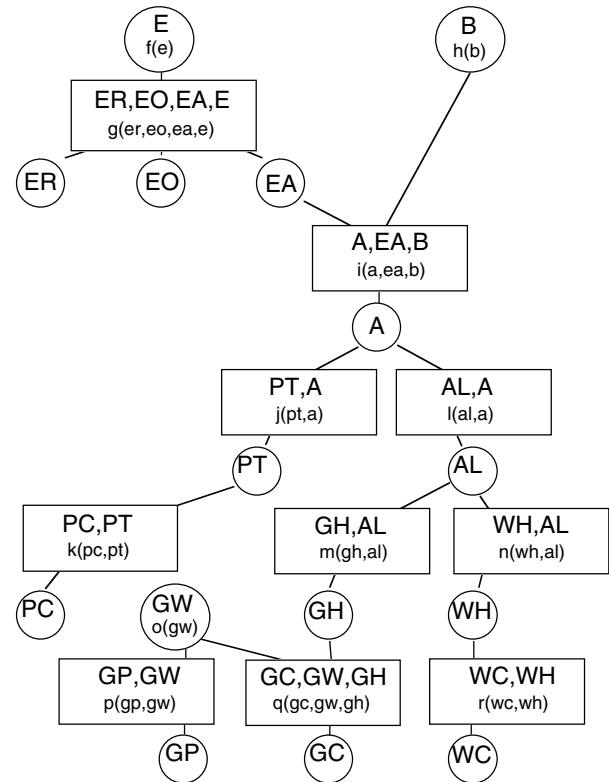 E
f(e)
B
h(b)
ER,EO,EA,E
g(er,eo,ea,e)
ER
EO
EA
A,EA,B
i(a,ea,b)
A
PT,A
j(pt,a)
AL,A
l(al,a)
PT
AL
PC,PT
k(pc,pt)
GH,AL
m(gh,al)
WH,AL
n(wh,al)
PC
GW
o(gw)
GH
WH
GP,GW
p(gp,gw)
GC,GW,GH
q(gc,gw,gh)
WC,WH
r(wc,wh)
GP
GC
WC